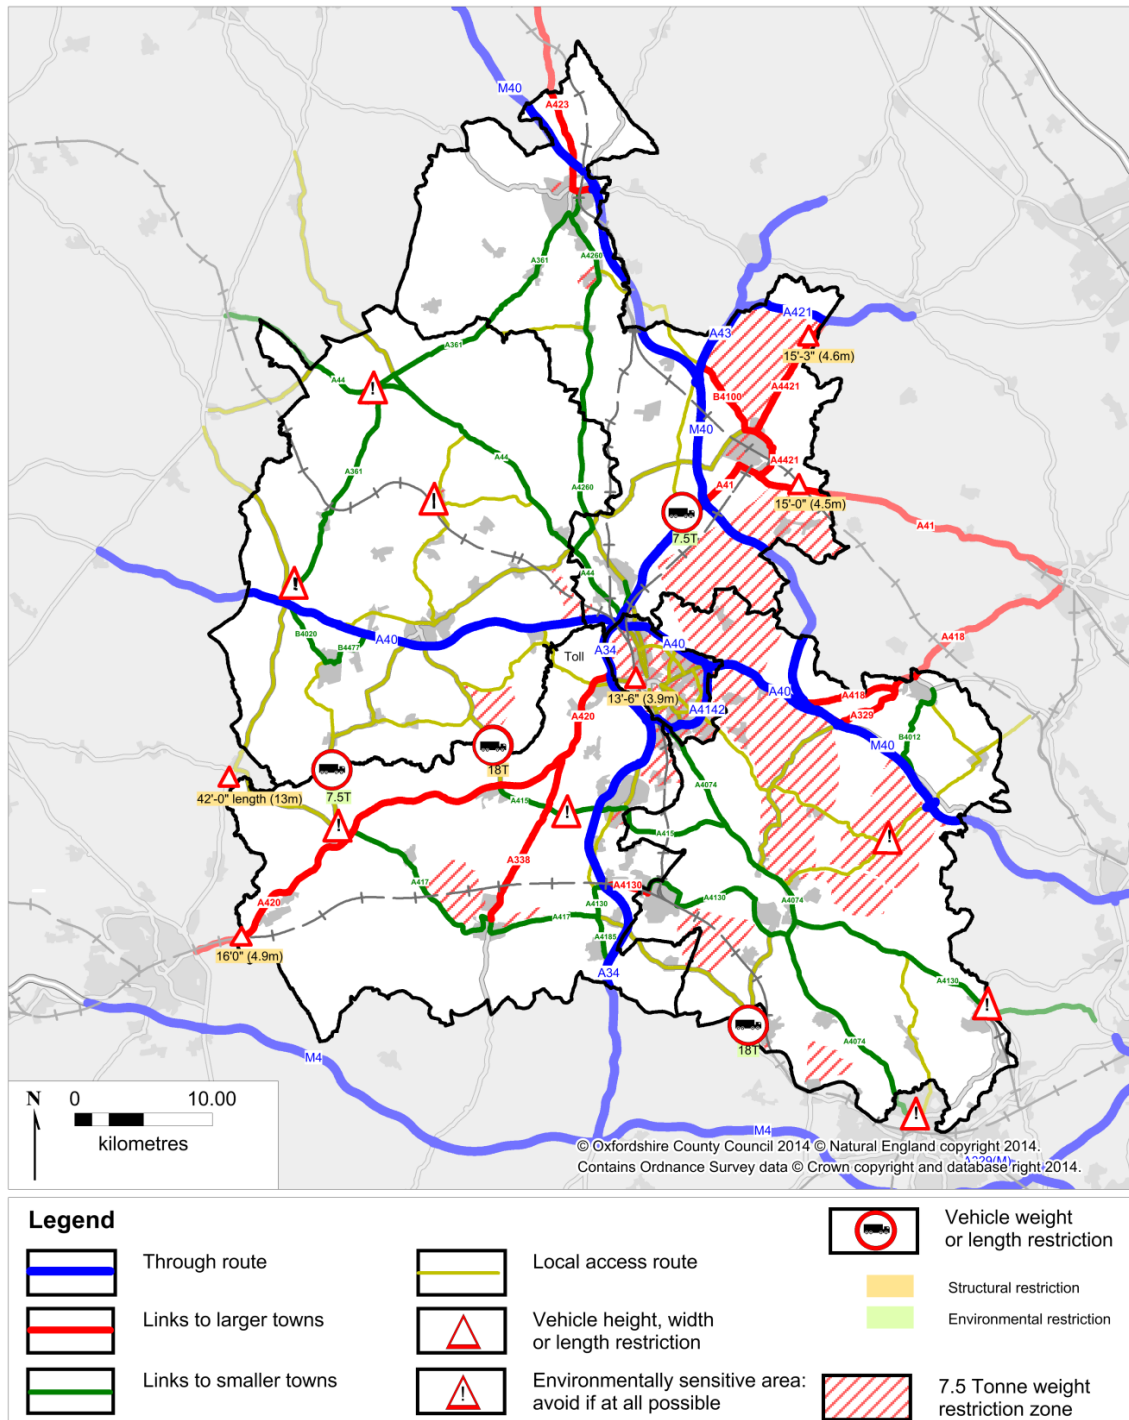 M40
A423
A361
A4260
A43
A421
15'-3" (4.6m)
A361
A44
B4100
A4421
M40
A44
A361
A4421
A4260
A41
15'-0" (4.5m)
A41
7.5T
A44
B4020
B4477
A40
A34
A40
Toll
A418
13'-6" (3.9m)
A40
A418
A420
A4142
A329
M40
B4012
18T
42'-0" length (13m)
7.5T
A415
A4074
A415
A338
A417
A4130
A4130
A420
A417
A4130
A4074
A4185
16'0" (4.9m)
A34
A4130
18T
A4074
M4
M4
A329(M)
N
0 10.00
kilometres
© Oxfordshire County Council 2014 © Natural England copyright 2014.
Contains Ordnance Survey data © Crown copyright and database right 2014.
Legend
Through route
Links to larger towns
Links to smaller towns
Local access route
Vehicle height, width
or length restriction
Environmentally sensitive area:
avoid if at all possible
Vehicle weight
or length restriction
Structural restriction
Environmental restriction
7.5 Tonne weight
restriction zone